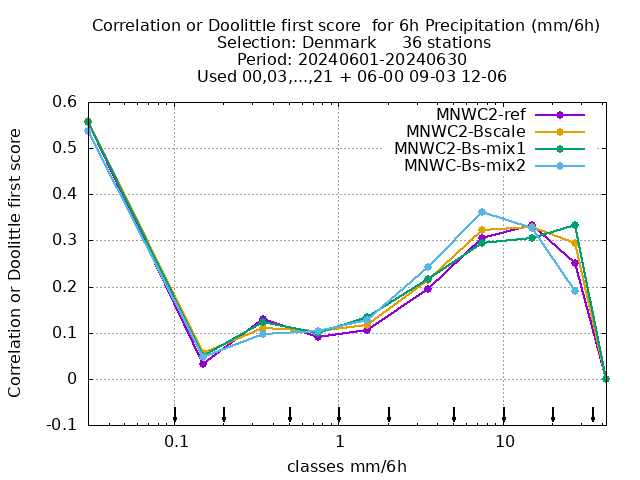 Correlation or Doolittle first score  for 6h Precipitation (mm/6h)
Selection: Denmark     36 stations
Period: 20240601-20240630
Used 00,03,...,21 + 06-00 09-03 12-06
MNWC2-ref
MNWC2-Bscale
MNWC2-Bs-mix1
MNWC-Bs-mix2
Correlation or Doolittle first score
0.6
0.5
0.4
0.3
0.2
0.1
0
-0.1
0.1 1 10
classes mm/6h